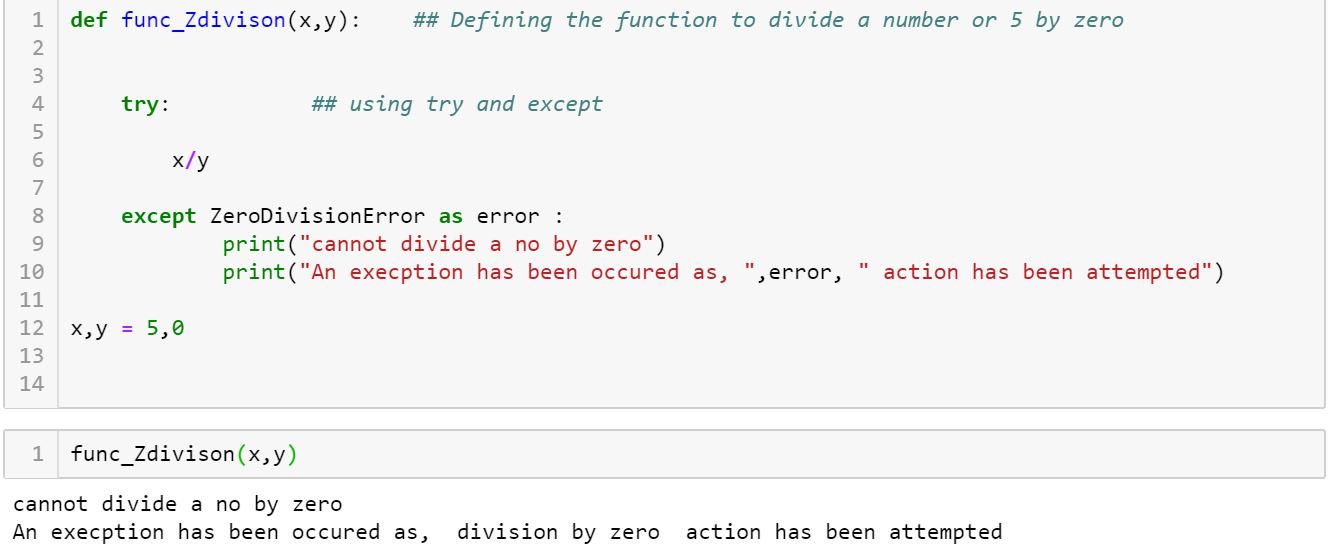 1 def func_Zdivison(x,y):    ## Defining the function to divide a number or 5 by zero
2
3
4     try:           ## using try and except
5
6         x/y
7
8     except ZeroDivisionError as error :
9             print("cannot divide a no by zero")
10             print("An execption has been occured as, ",error, " action has been attempted")
11
12 x,y = 5,0
13
14
1 func_Zdivison(x,y)
cannot divide a no by zero
An execption has been occured as,  division by zero  action has been attempted